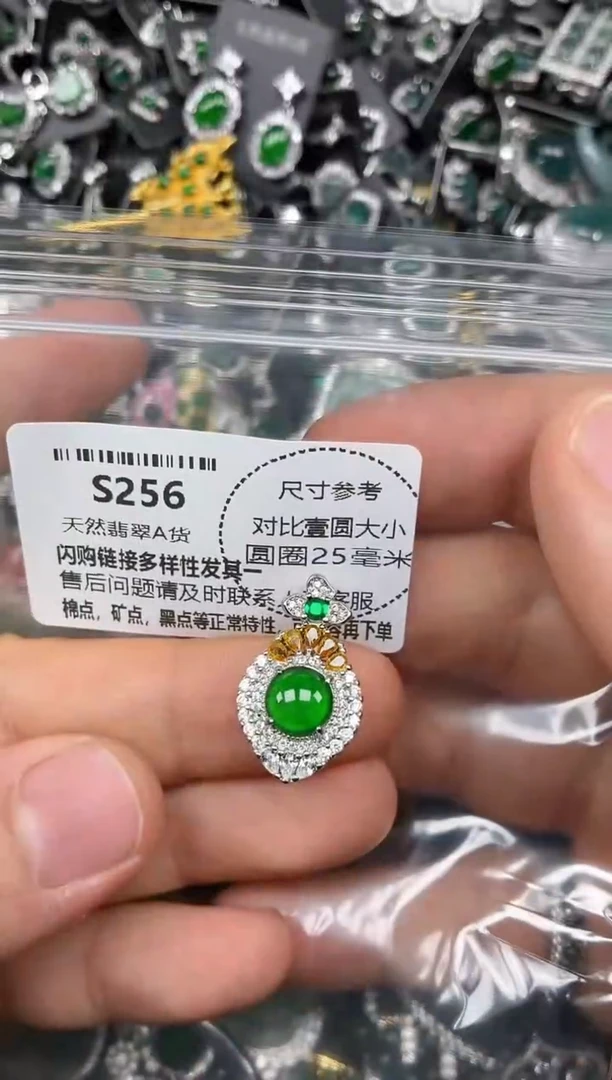 S256
天然翡翠A货
闪购链接多样性发其一
售后问题请及时联系 客服
棉点，矿点，黑点等正常特性 再下单
尺寸参考
对比壹圆大小
圆圈25毫米